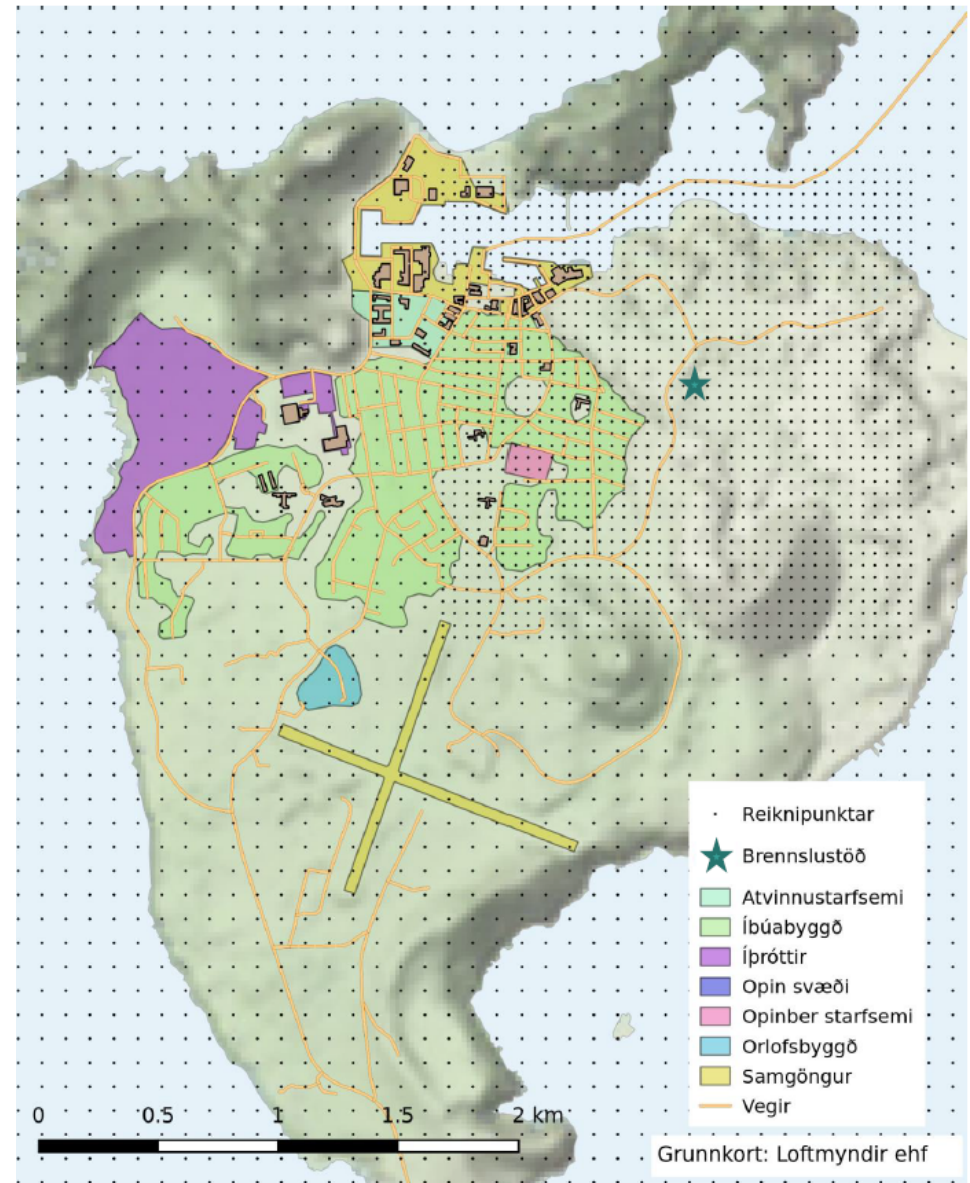 Reiknipunktar
Brennslustöð
Atvinnustarfsemi
Íbúabyggð
Íþróttir
Opin svæði
Opinber starfsemi
Orlofsbyggð
Samgöngur
Vegir
0 0.5 1 1.5 2 km
Grunnkort: Loftmyndir ehf